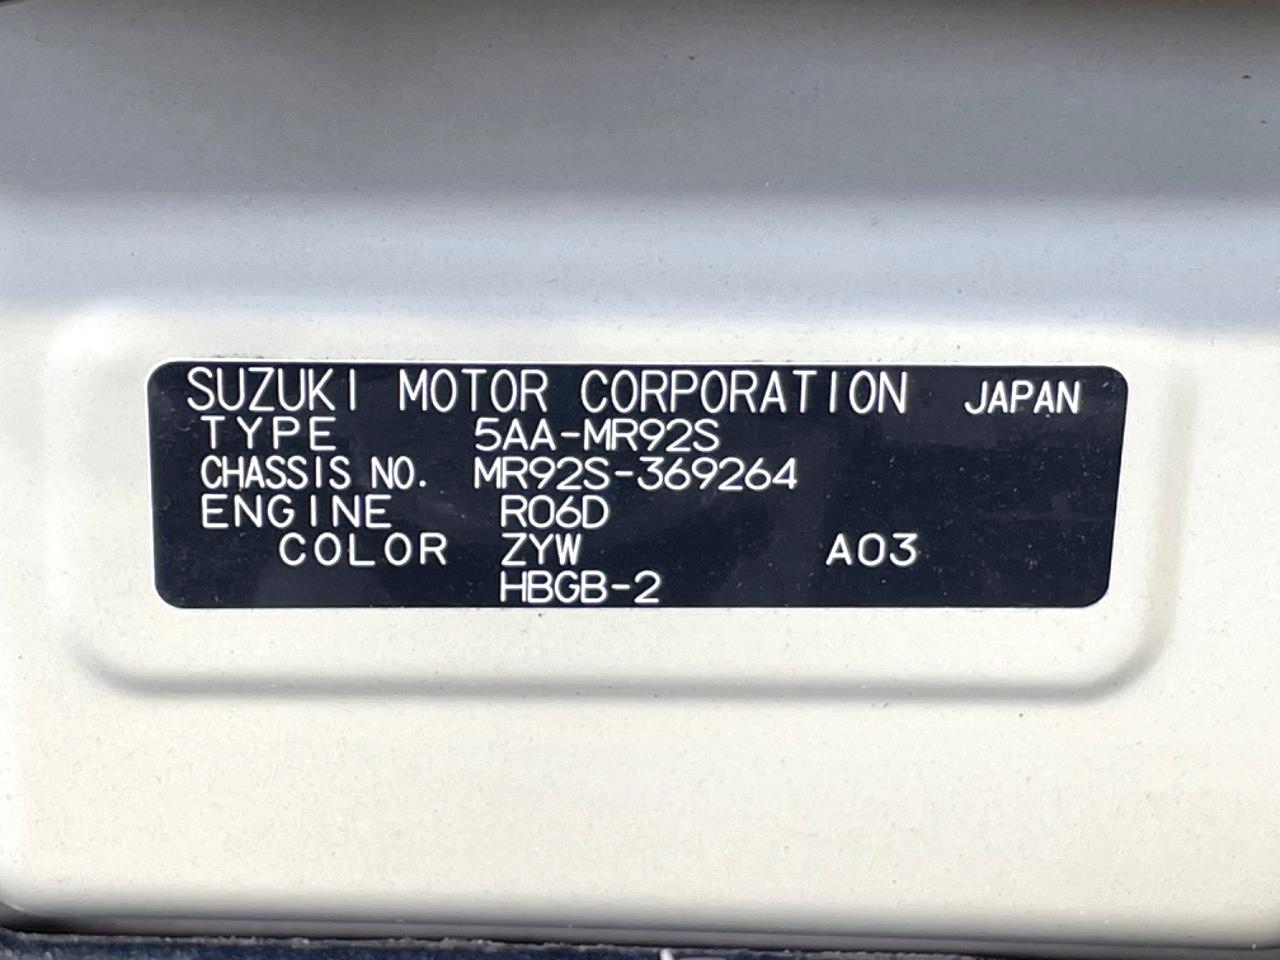 SUZUKI MOTOR CORPORATION JAPAN
TYPE 5AA-MR92S
CHASSIS NO. MR92S-369264
ENGINE R06D
COLOR ZYW A03
HBGB-2